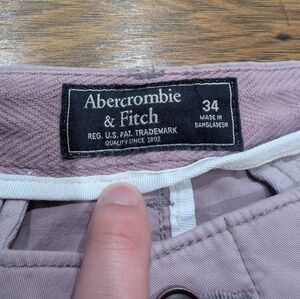 Abercrombie
& Fitch
REG. U.S. PAT. TRADEMARK
QUALITY SINCE 1892
34
MADE IN
BANGLADESH